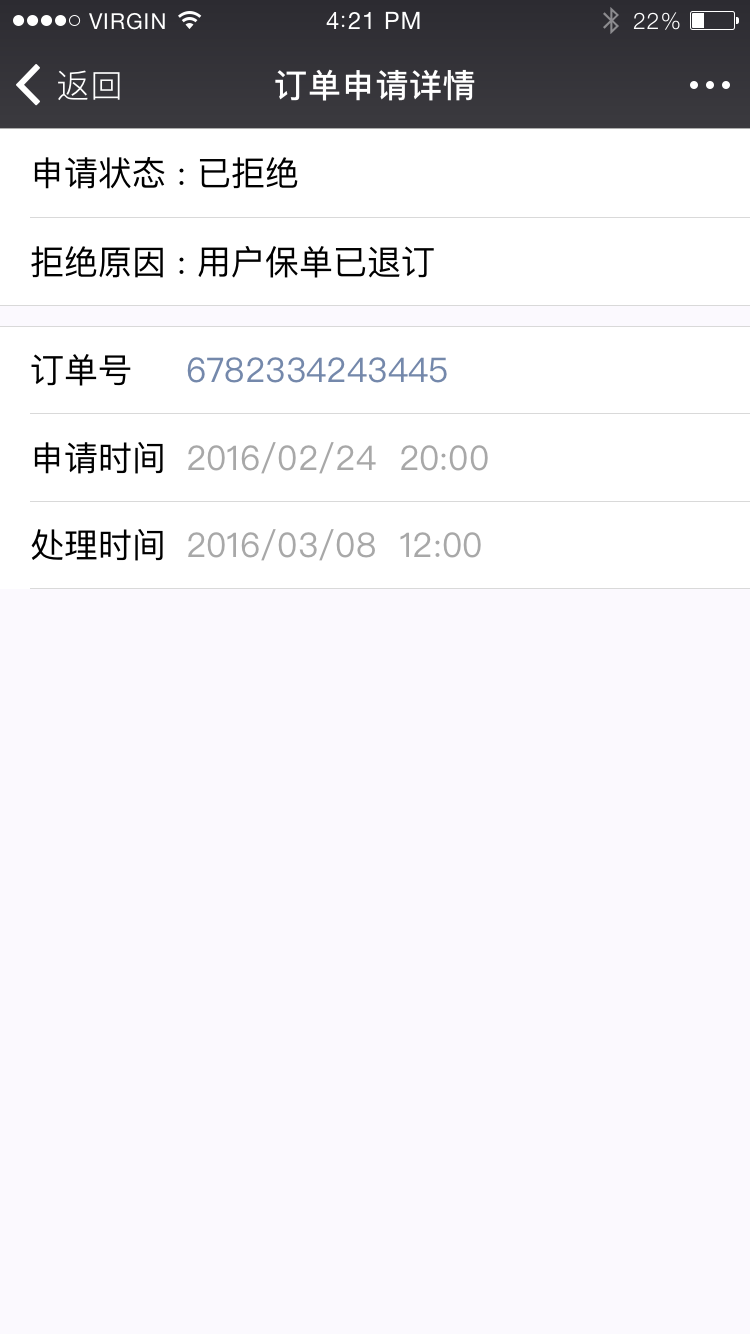 VIRGIN 4:21 PM 22%
返回 订单申请详情
申请状态：已拒绝
拒绝原因：用户保单已退订
订单号 6782334243445
申请时间 2016/02/24 20:00
处理时间 2016/03/08 12:00